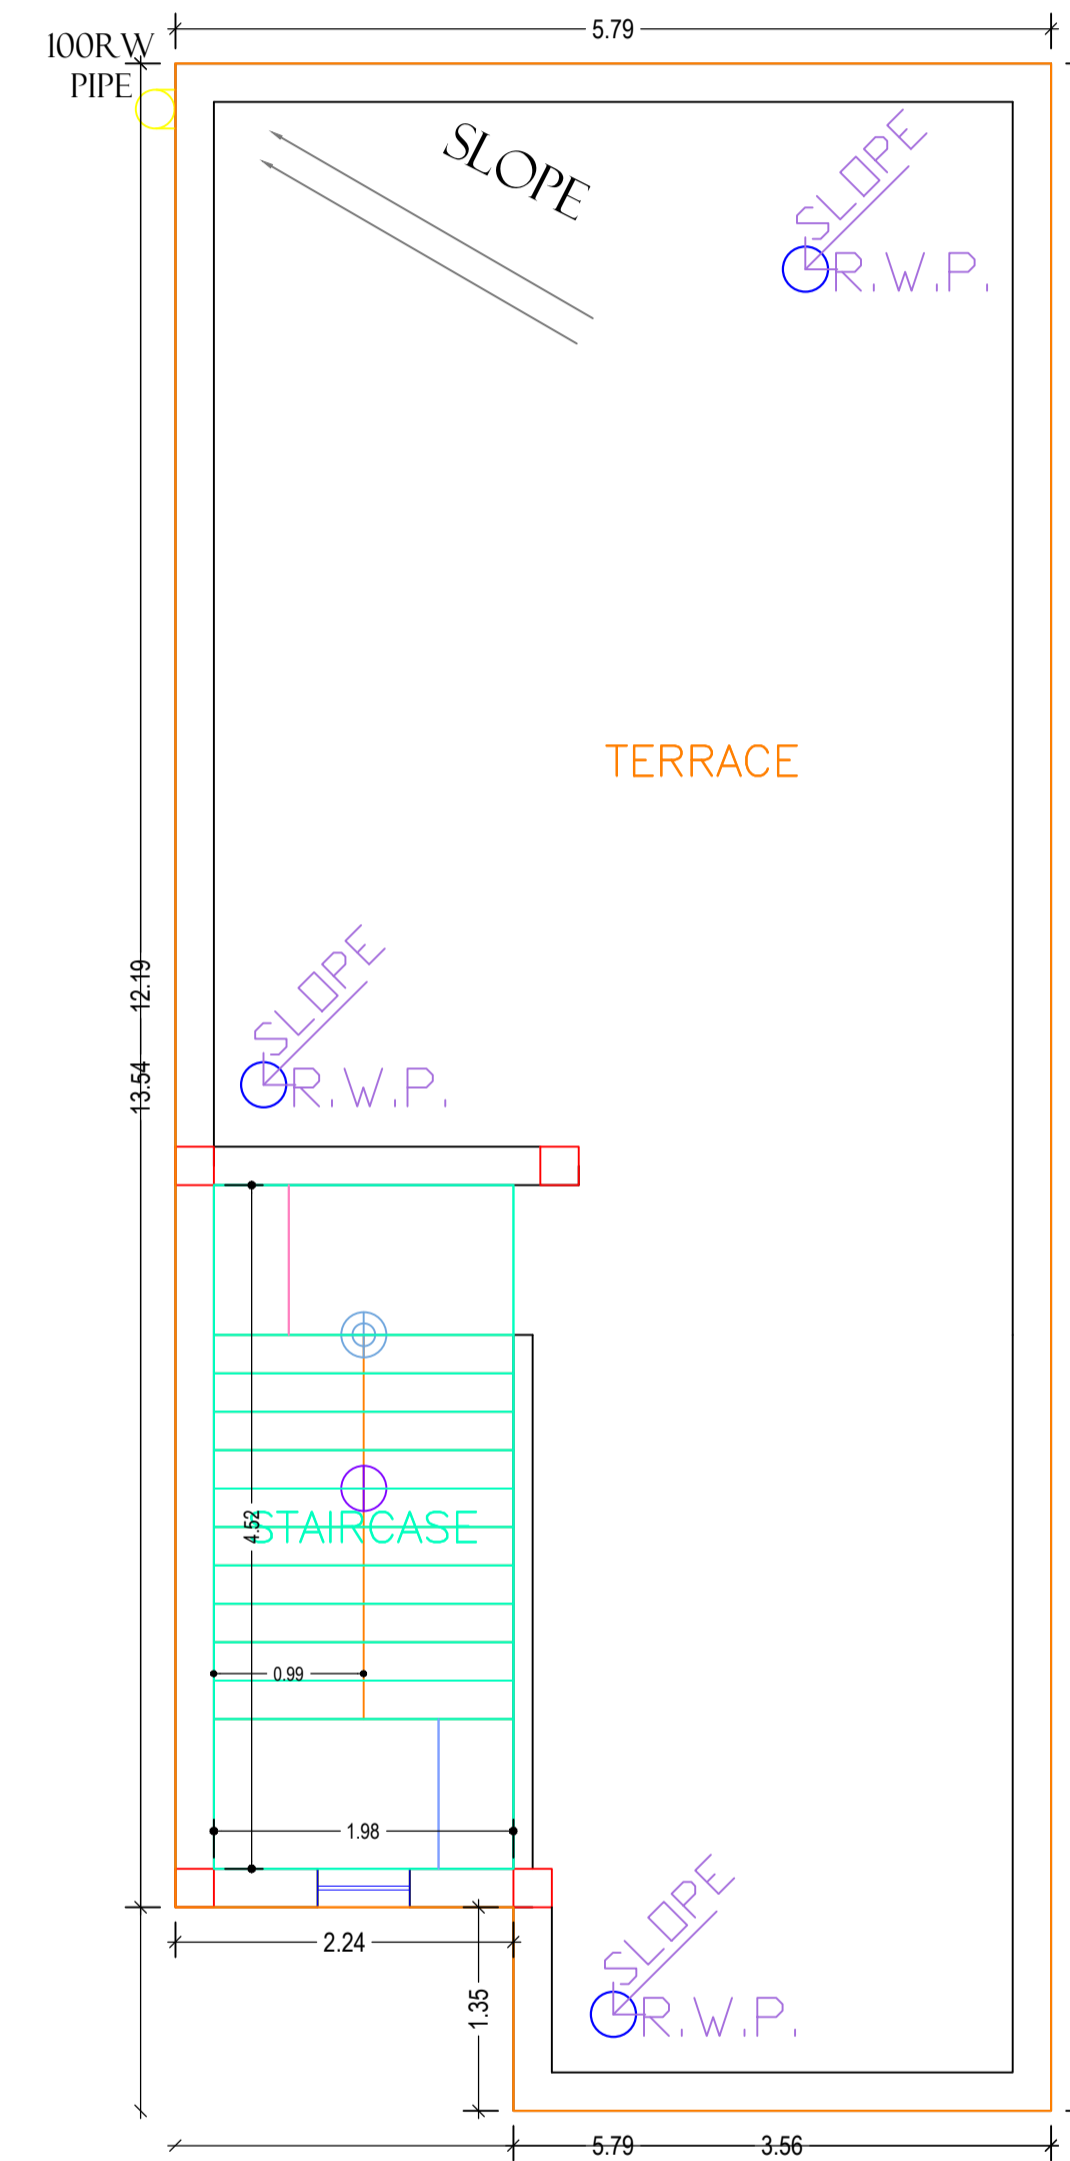 5.79
100RW
PIPE
SLOPE
SLOPE
R.W.P.
TERRACE
12.19
SLOPE
13.54
R.W.P.
4.52
STAIRCASE
0.99
1.98
2.24
SLOPE
1.35
R.W.P.
5.79
3.56